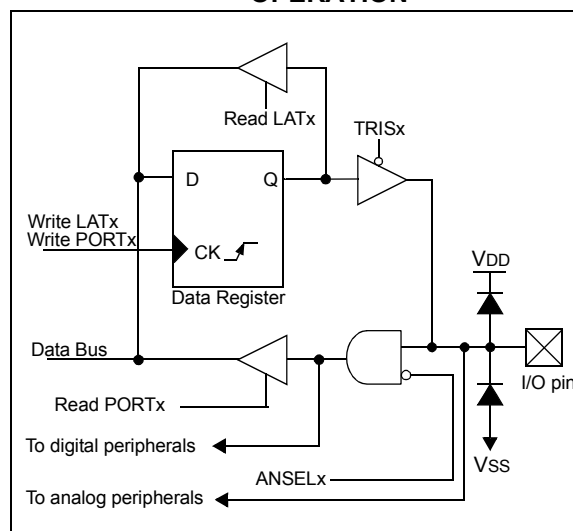 OPERATION
Read LATx
TRISx
D
Q
Write LATx
Write PORTx
CK
Data Register
VDD
Data Bus
I/O pin
Read PORTx
To digital peripherals
ANSELx
VSS
To analog peripherals